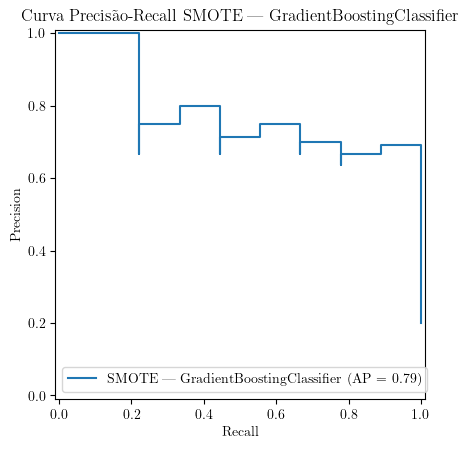 Curva Precisão-Recall SMOTE — GradientBoostingClassifier
1.0
0.8
0.6
0.4
0.2
0.0
Precision
SMOTE — GradientBoostingClassifier (AP = 0.79)
0.0 0.2 0.4 0.6 0.8 1.0
Recall